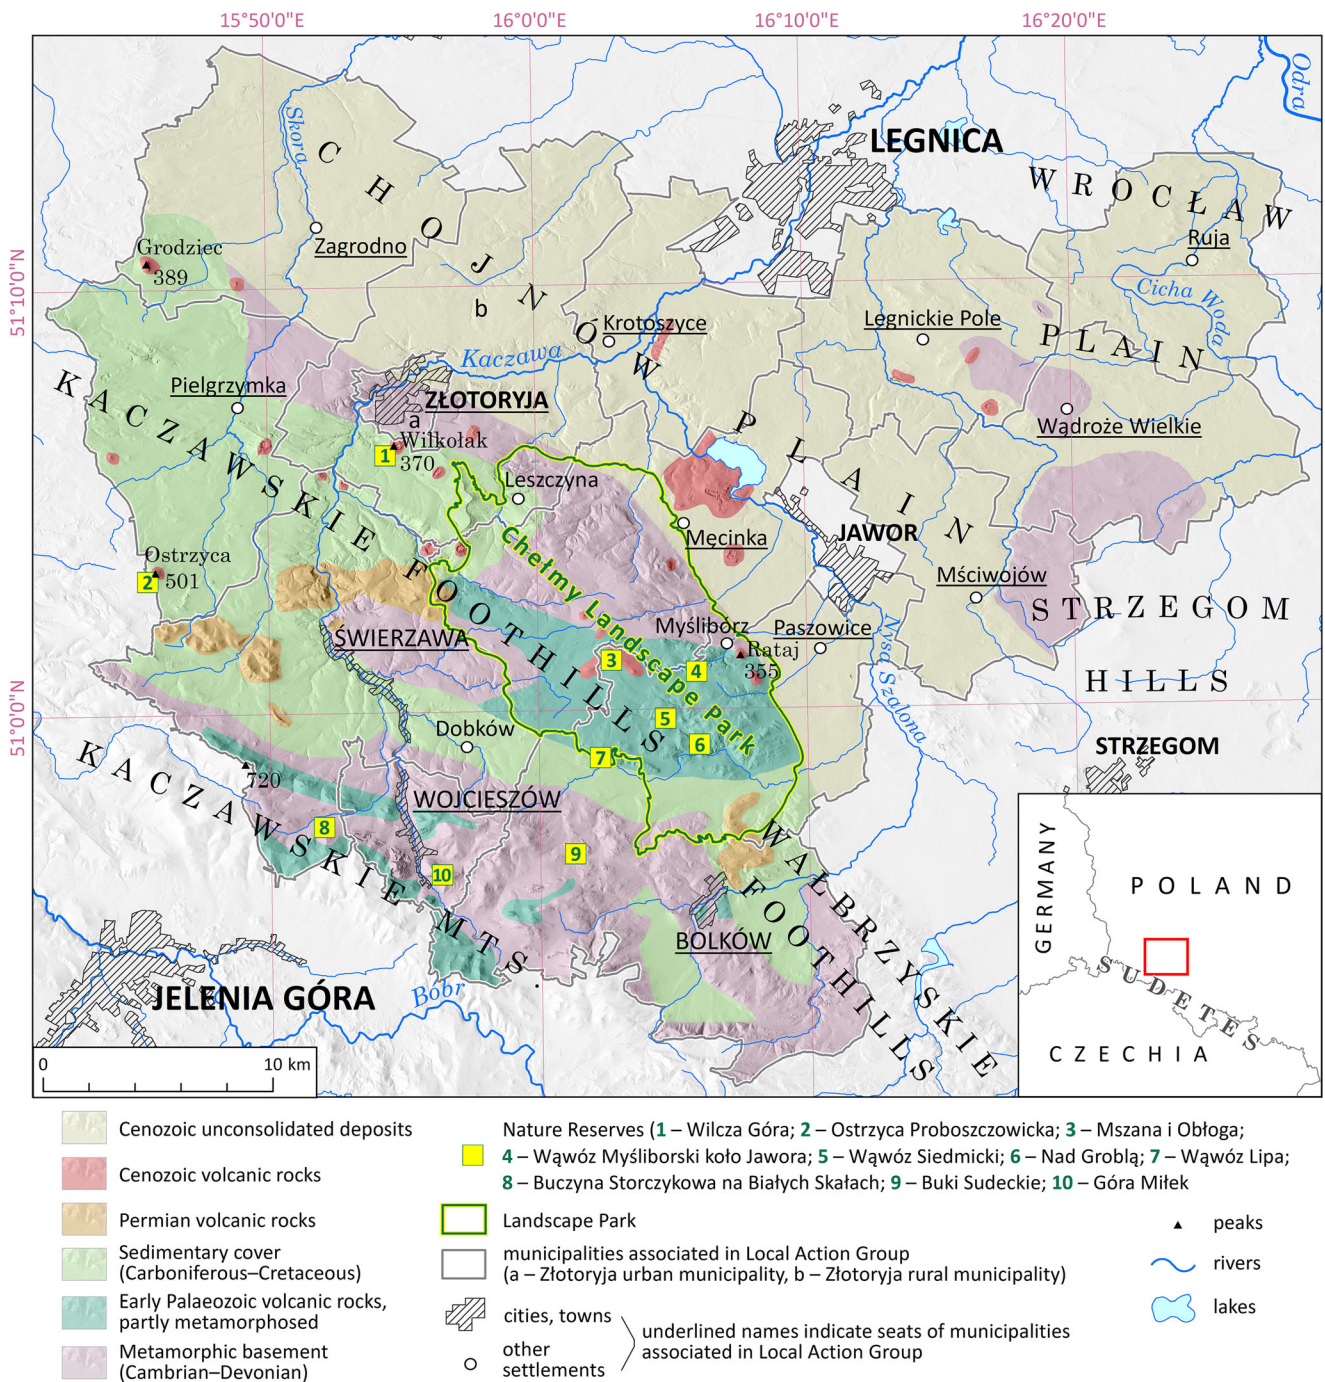 15°50'0"E
16°0'0"E
16°10'0"E
16°20'0"E
51°10'0"N
51°0'0"N
Odra
LEGNICA
Skora
CHOJNÓW
PLAIN
WROCŁAW
PLAIN
Ruja
Cicha Woda
Grodziec
389
Zagrodno
b
Krotoszyce
Legnickie Pole
Kaczawa
Pielgrzymka
ZŁOTORYJA
a
Wilkołak
370
1
Wądroże Wielkie
KACZAWSKIE
FOOTHILLS
Leszczyna
Chełmy Landscape Park
Męcinka
JAWOR
Ostrzyca
501
2
Mściwojów
STRZEGOM
HILLS
ŚWIERZAWA
Myślibórz
Paszowice
Rataj
355
3
4
5
6
7
Nysa Szalona
Dobków
STRZEGOM
KACZAWSKIE MTS.
720
WOJCIESZÓW
8
9
10
BOLKÓW
WAŁBRZYSKIE
FOOTHILLS
JELENIA GÓRA
Bóbr
0
10 km
GERMANY
POLAND
SUDETES
CZECHIA
Cenozoic unconsolidated deposits
Cenozoic volcanic rocks
Permian volcanic rocks
Sedimentary cover
(Carboniferous–Cretaceous)
Early Palaeozoic volcanic rocks,
partly metamorphosed
Metamorphic basement
(Cambrian–Devonian)
Nature Reserves (1 – Wilcza Góra; 2 – Ostrzyca Proboszczowicka; 3 – Mszana i Obłoga;
4 – Wąwóz Myśliborski koło Jawora; 5 – Wąwóz Siedmicki; 6 – Nad Groblą; 7 – Wąwóz Lipa;
8 – Buczyna Storczykowa na Białych Skałach; 9 – Buki Sudeckie; 10 – Góra Miłek
Landscape Park
municipalities associated in Local Action Group
(a – Złotoryja urban municipality, b – Złotoryja rural municipality)
cities, towns
other
settlements
underlined names indicate seats of municipalities
associated in Local Action Group
peaks
rivers
lakes